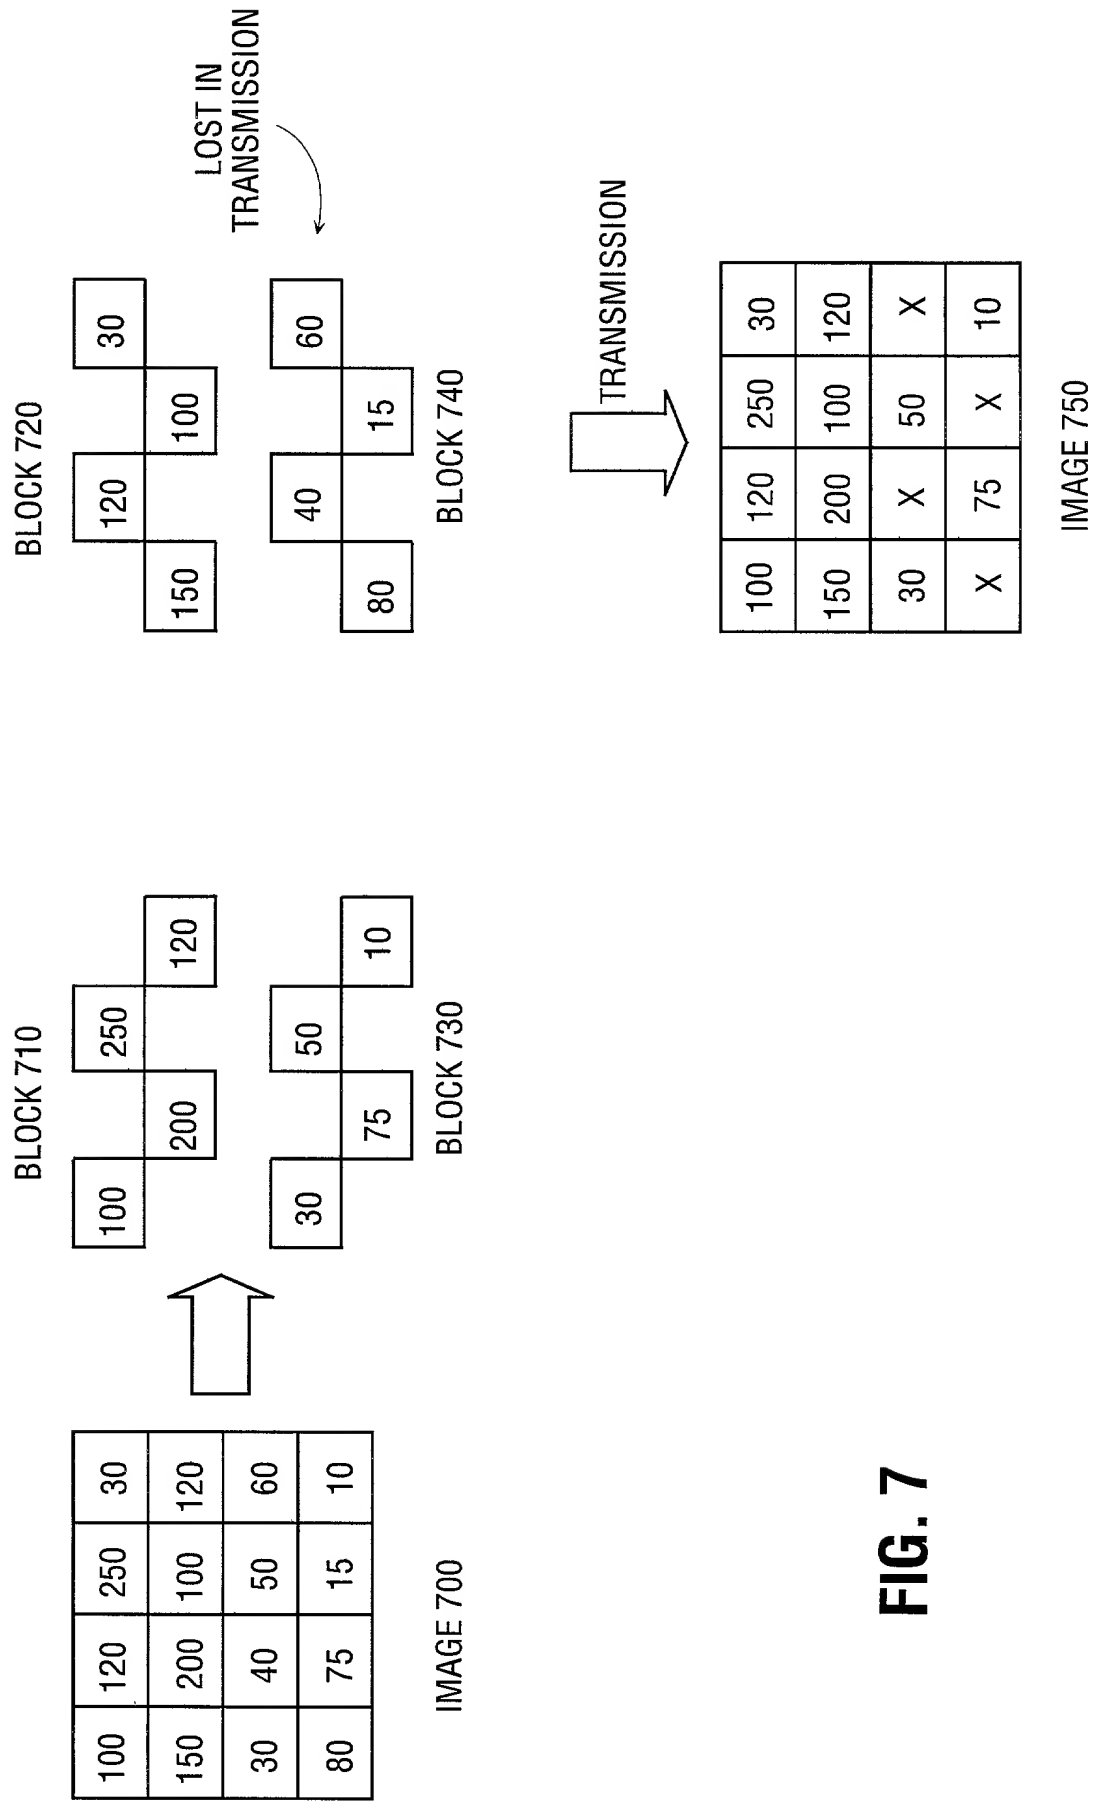 BLOCK 710
BLOCK 720
100 120 250 30
150 200 100 120
30 40 50 60
80 75 15 10
IMAGE 700
100 250
200 120
30 50
75 10
BLOCK 730
120 30
150 100
40 60
80 15
BLOCK 740
LOST IN
TRANSMISSION
TRANSMISSION
100 120 250 30
150 200 100 120
30 X 50 X
X 75 X 10
IMAGE 750
FIG. 7